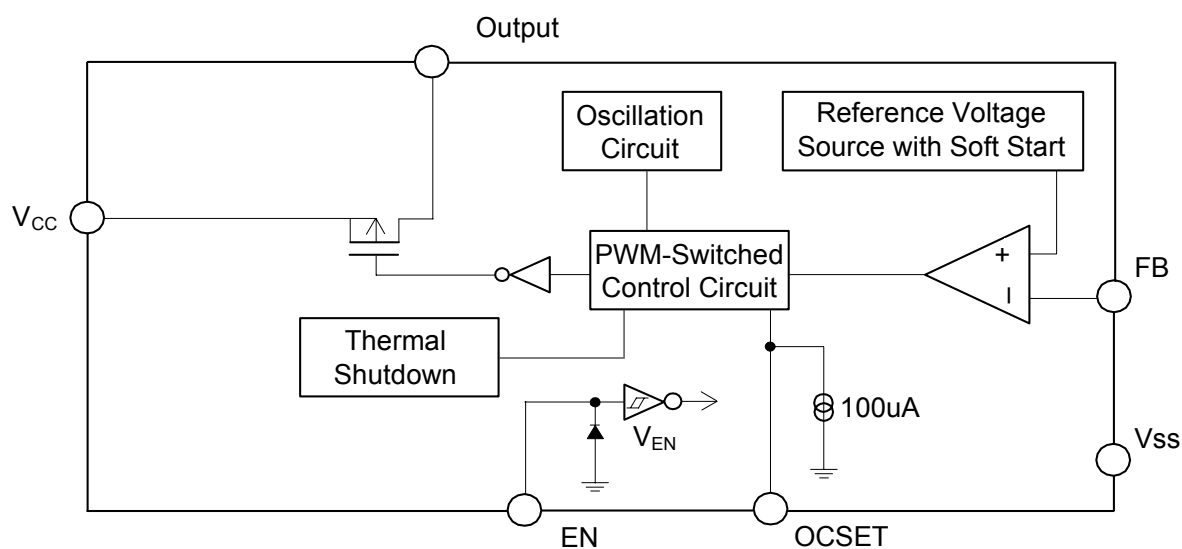 Output
Oscillation
Circuit
Reference Voltage
Source with Soft Start
VCC
PWM-Switched
Control Circuit
+
−
FB
Thermal
Shutdown
100uA
VEN
Vss
EN
OCSET